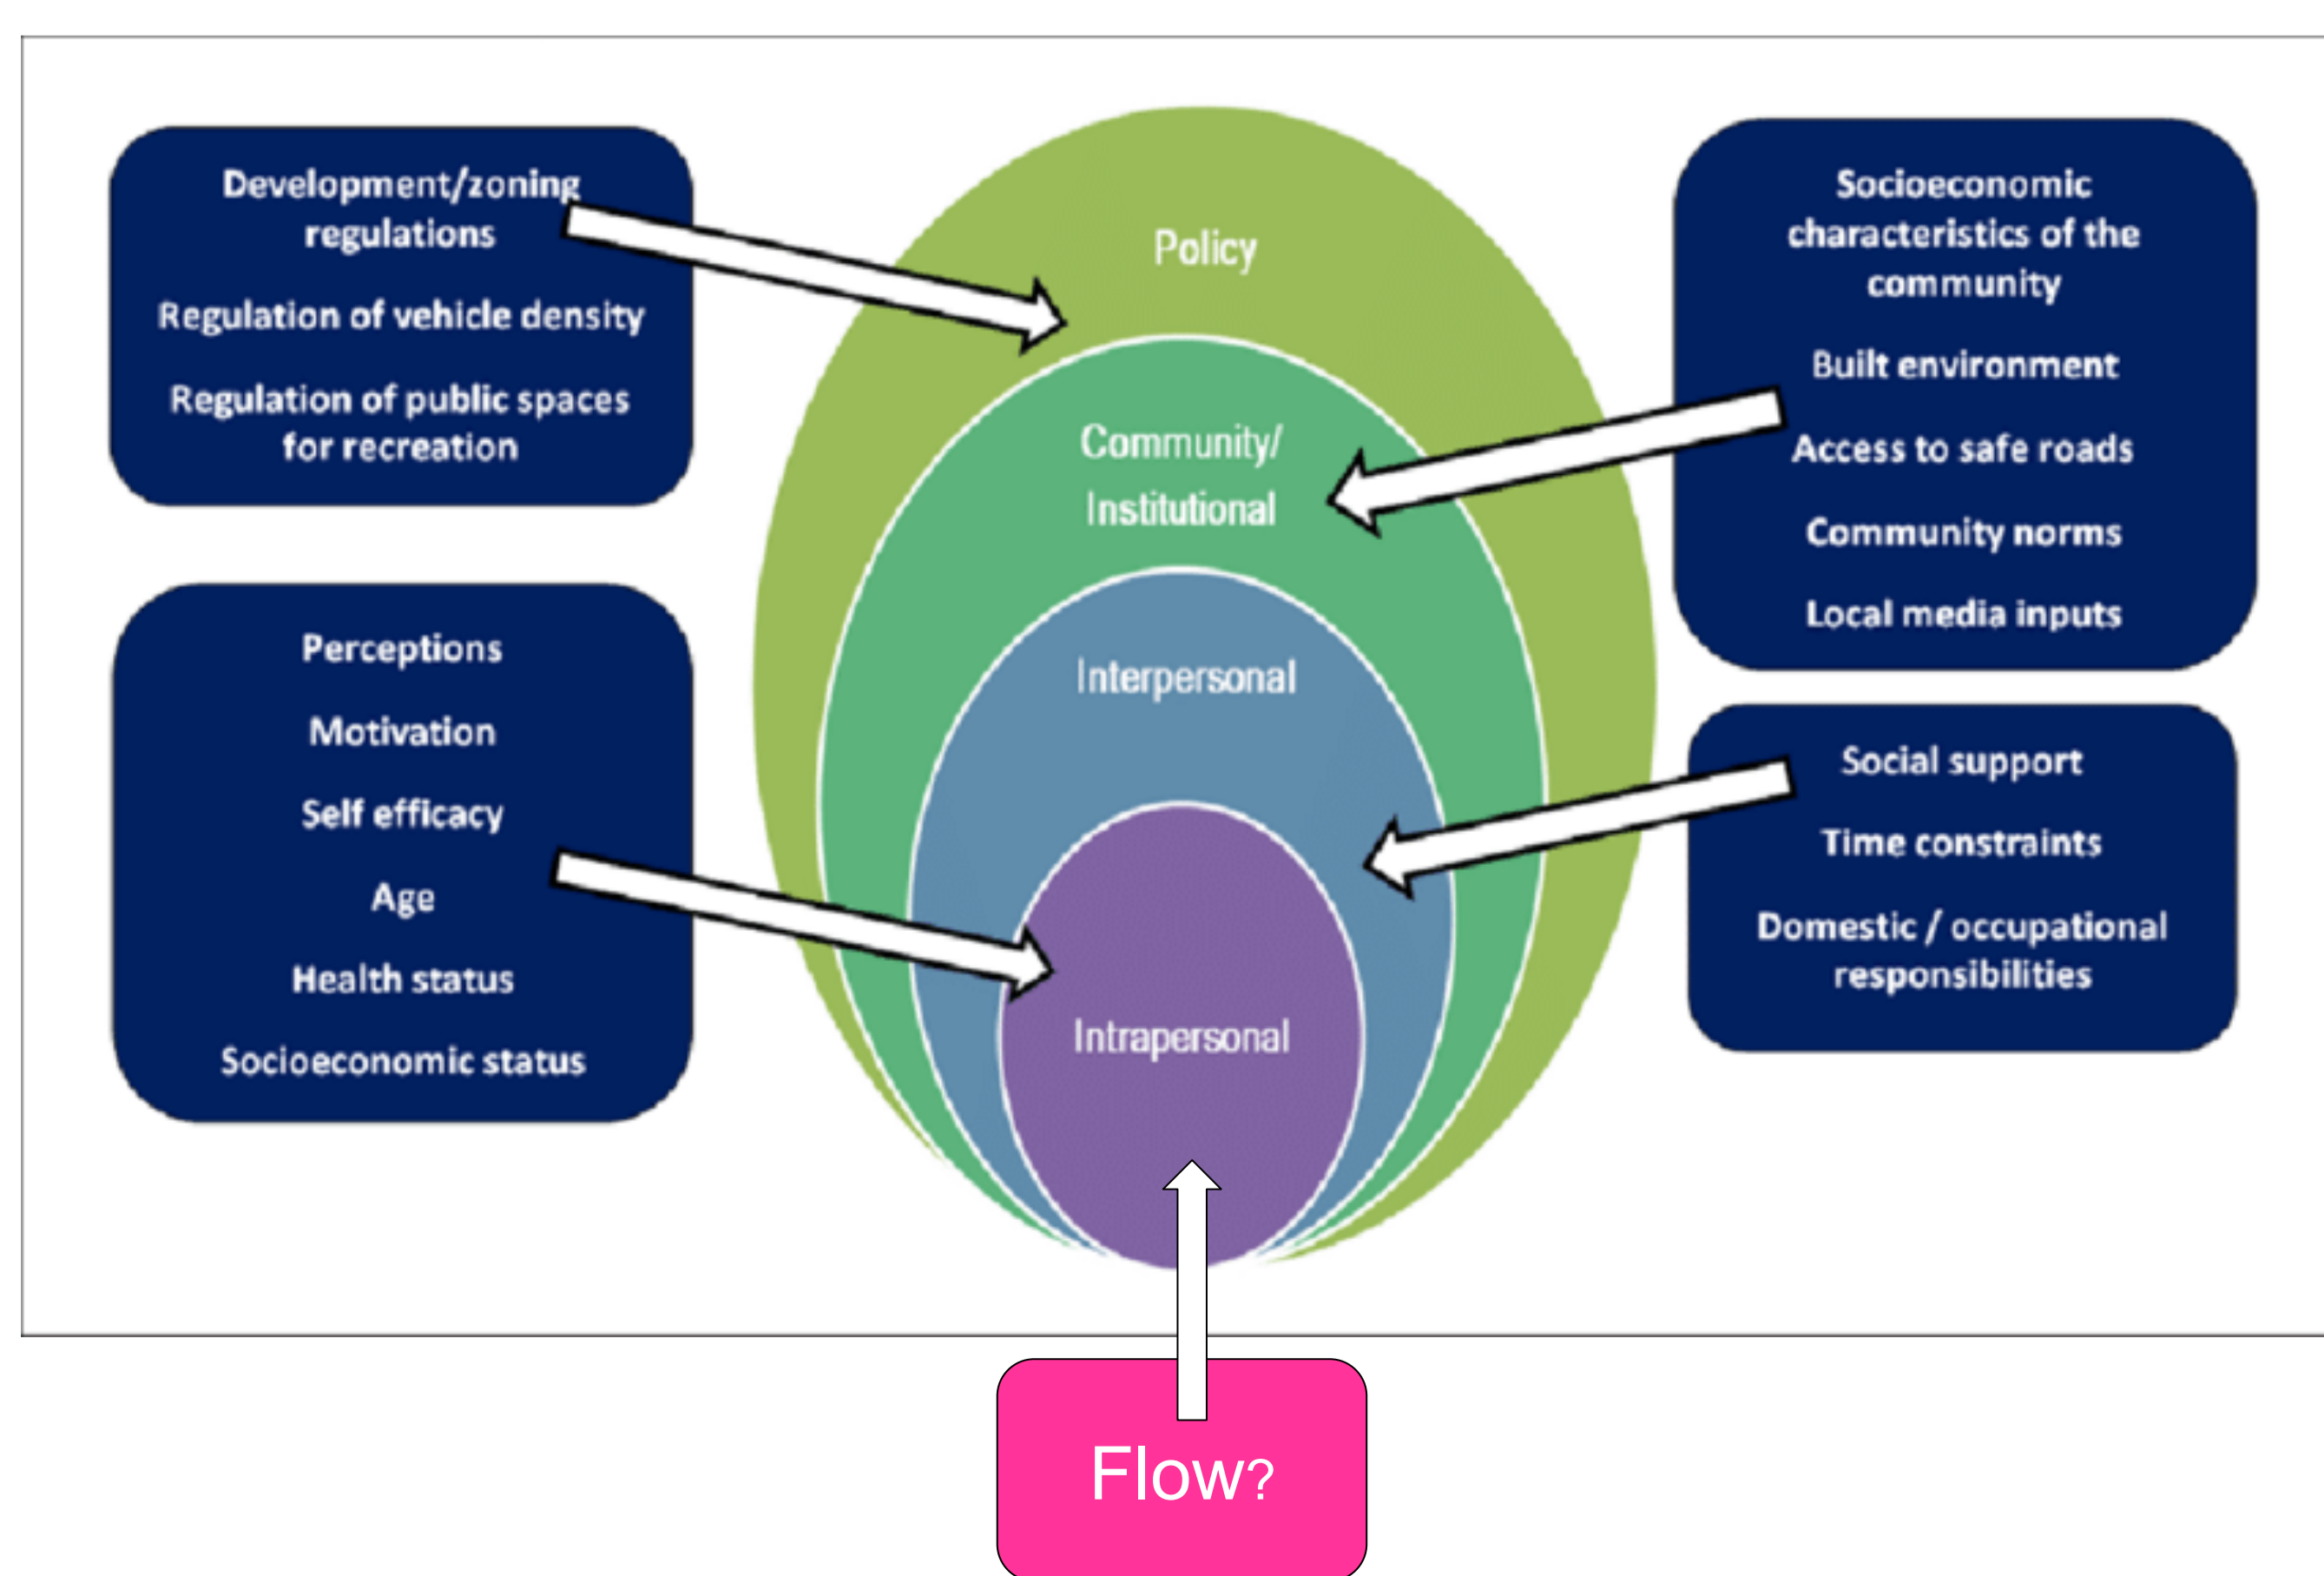 Development/zoning
regulations
Regulation of vehicle density
Regulation of public spaces
for recreation
Perceptions
Motivation
Self efficacy
Age
Health status
Socioeconomic status
Policy
Community/
Institutional
Interpersonal
Intrapersonal
Socioeconomic
characteristics of the
community
Built environment
Access to safe roads
Community norms
Local media inputs
Social support
Time constraints
Domestic / occupational
responsibilities
Flow?